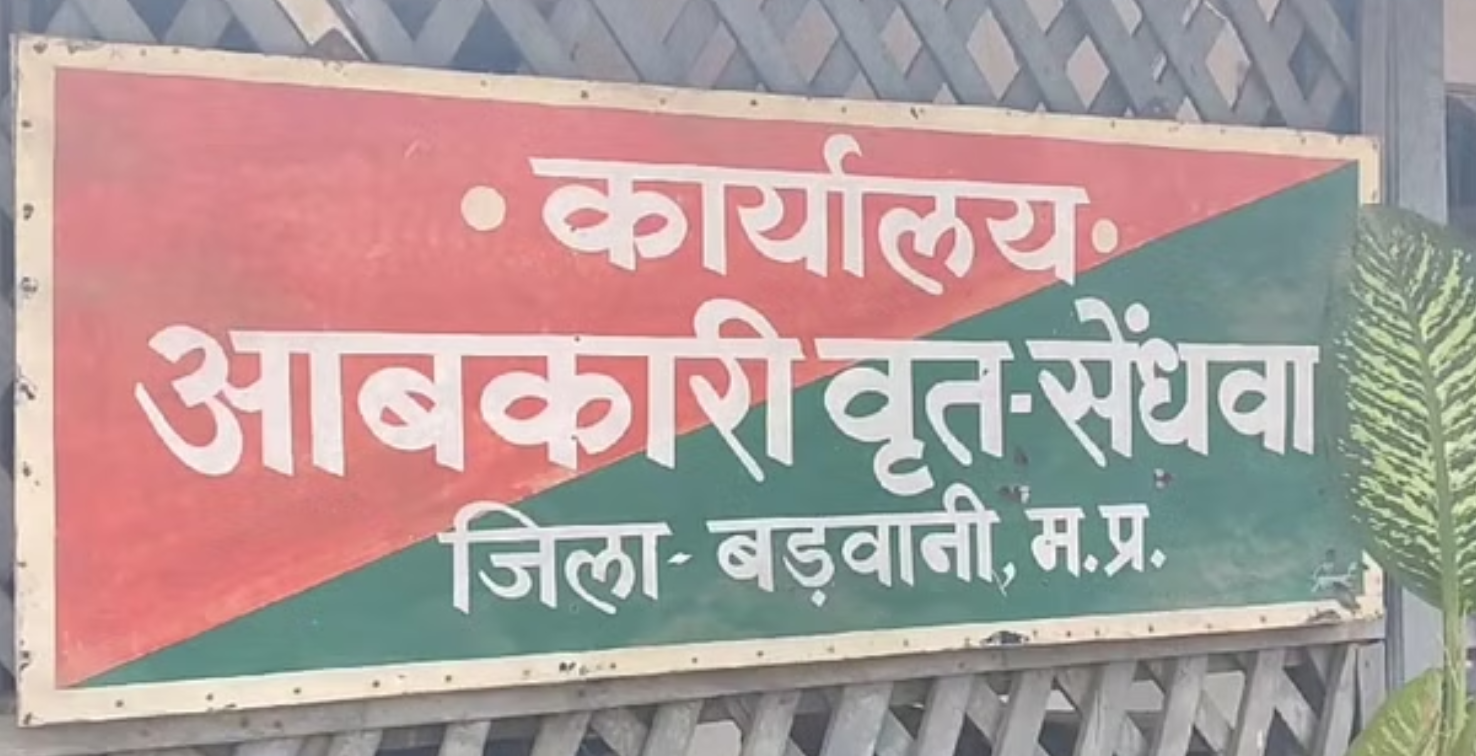 • कार्यालय •
आबकारी वृत-सेंधवा
जिला- बड़वानी, म.प्र.